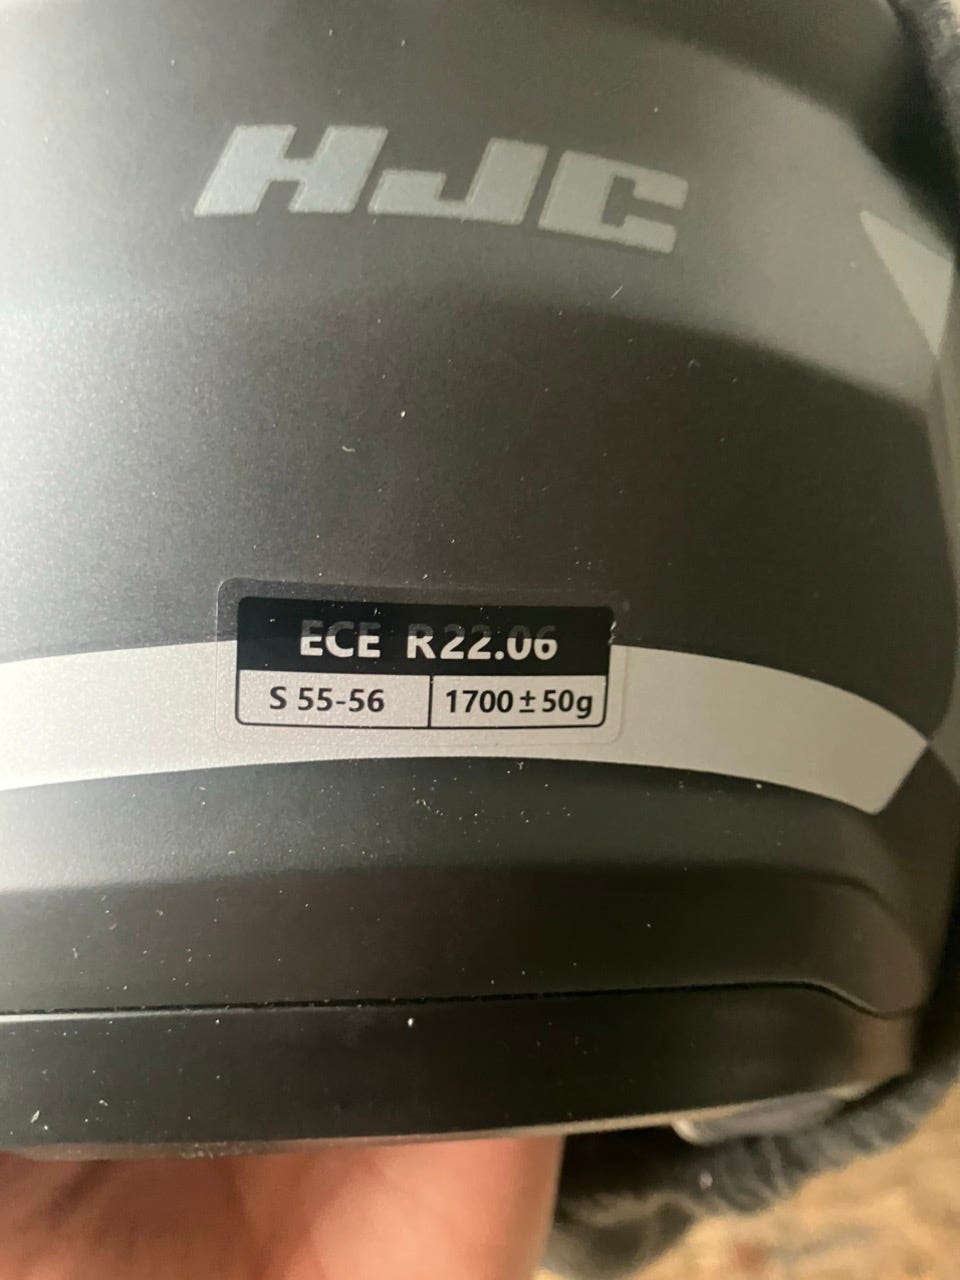 HJC
ECE R22.06
S 55-56
1700±50g